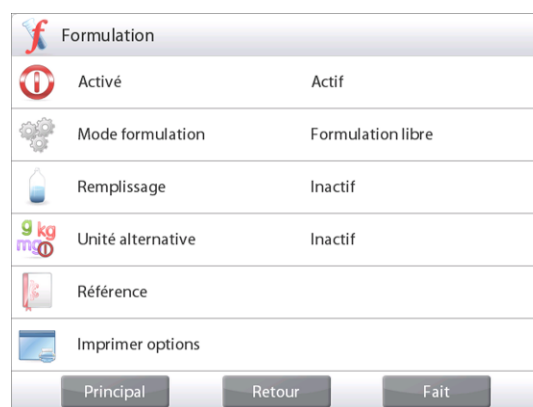 Formulation
Activé Actif
Mode formulation Formulation libre
Remplissage Inactif
g kg
mg
Unité alternative Inactif
Référence
Imprimer options
Principal Retour Fait